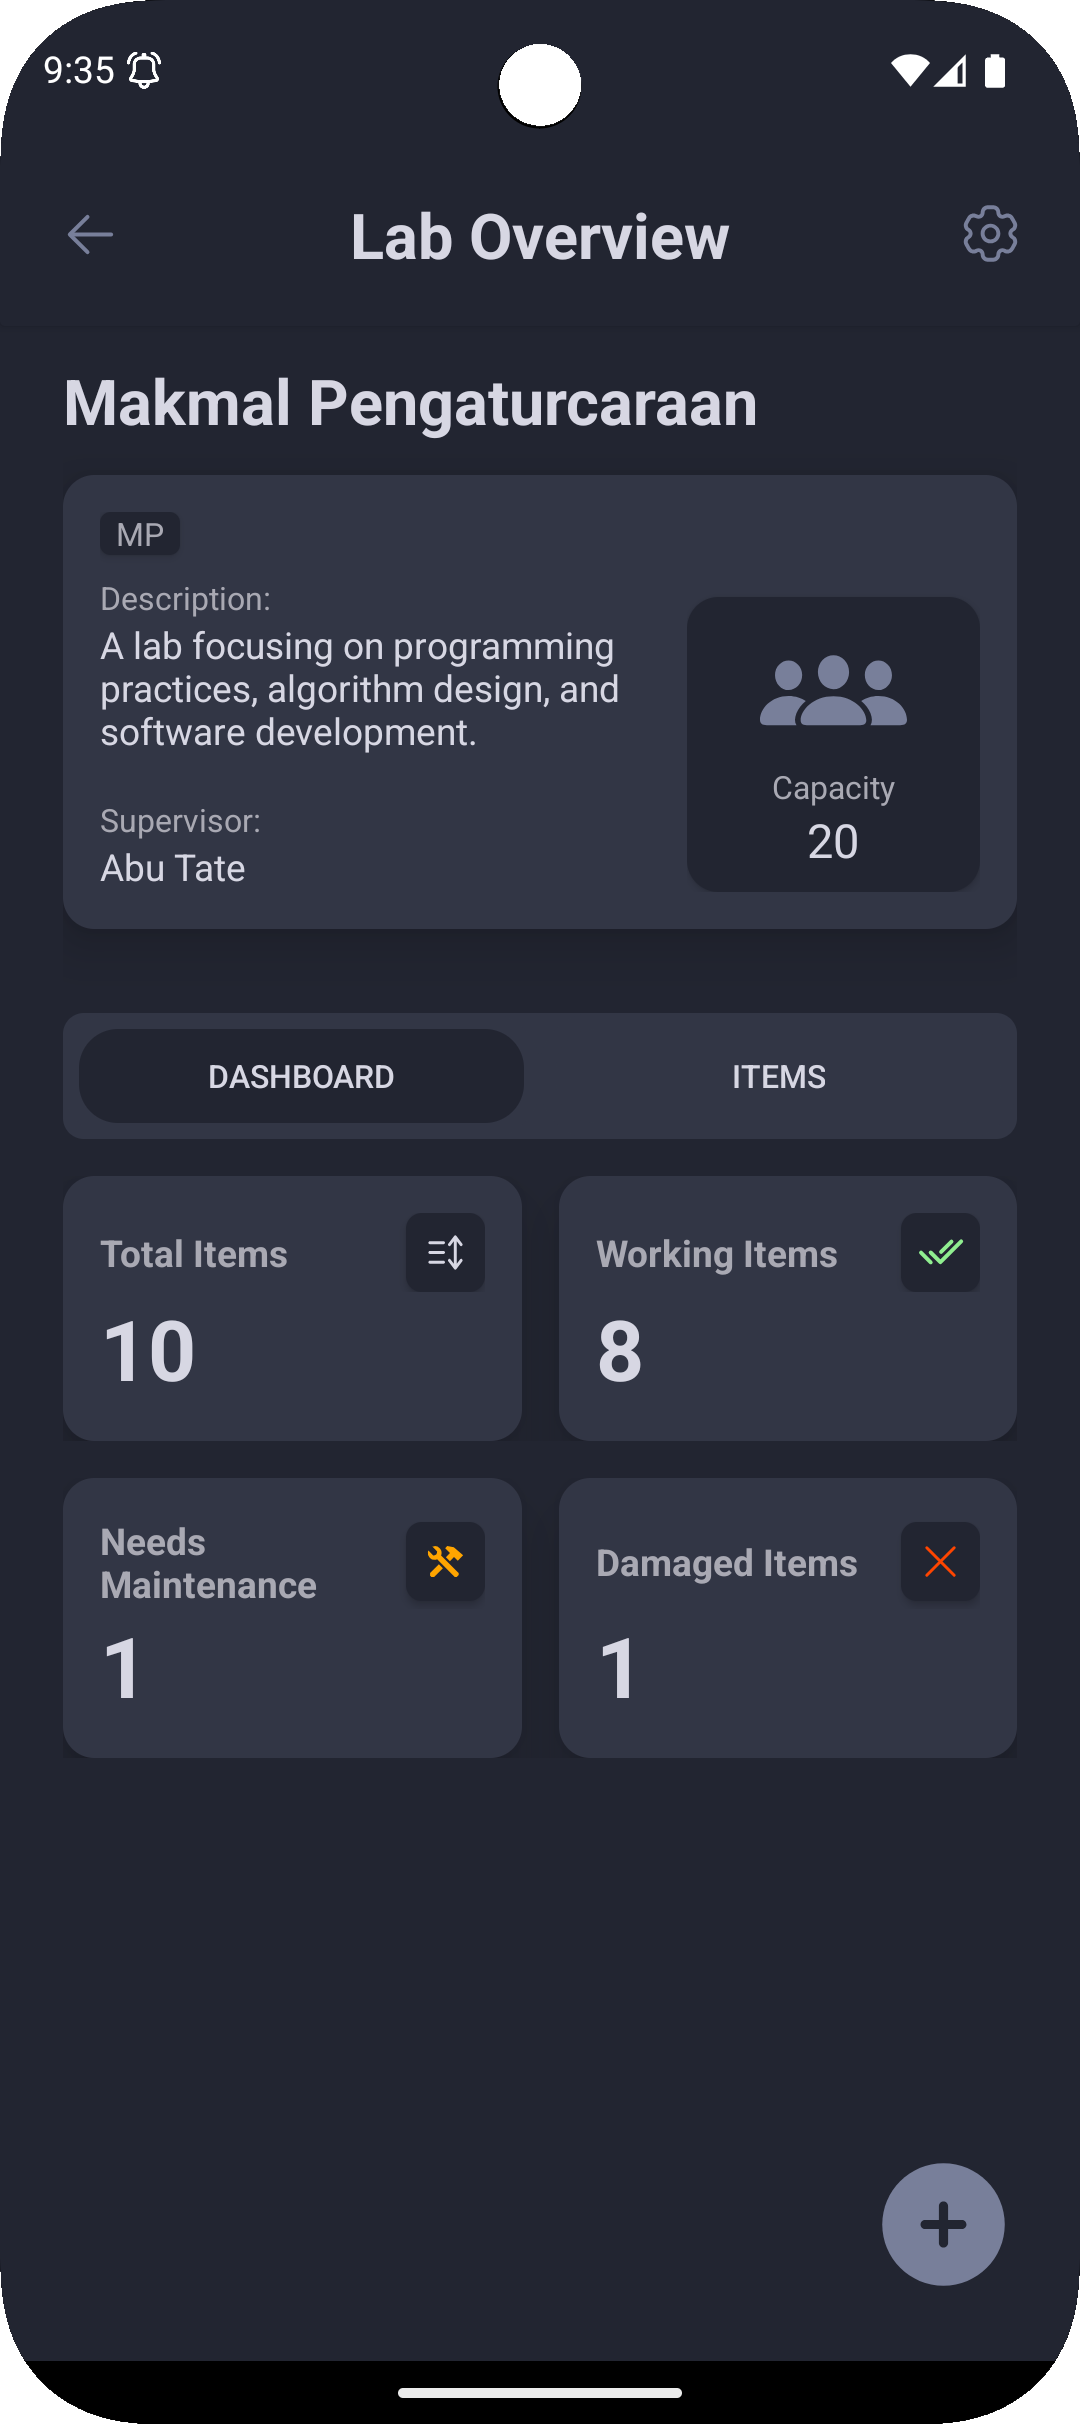 9:35
Lab Overview
Makmal Pengaturcaraan
MP
Description:
A lab focusing on programming
practices, algorithm design, and
software development.
Supervisor:
Abu Tate
Capacity
20
DASHBOARD
ITEMS
Total Items
10
Working Items
8
Needs
Maintenance
1
Damaged Items
1